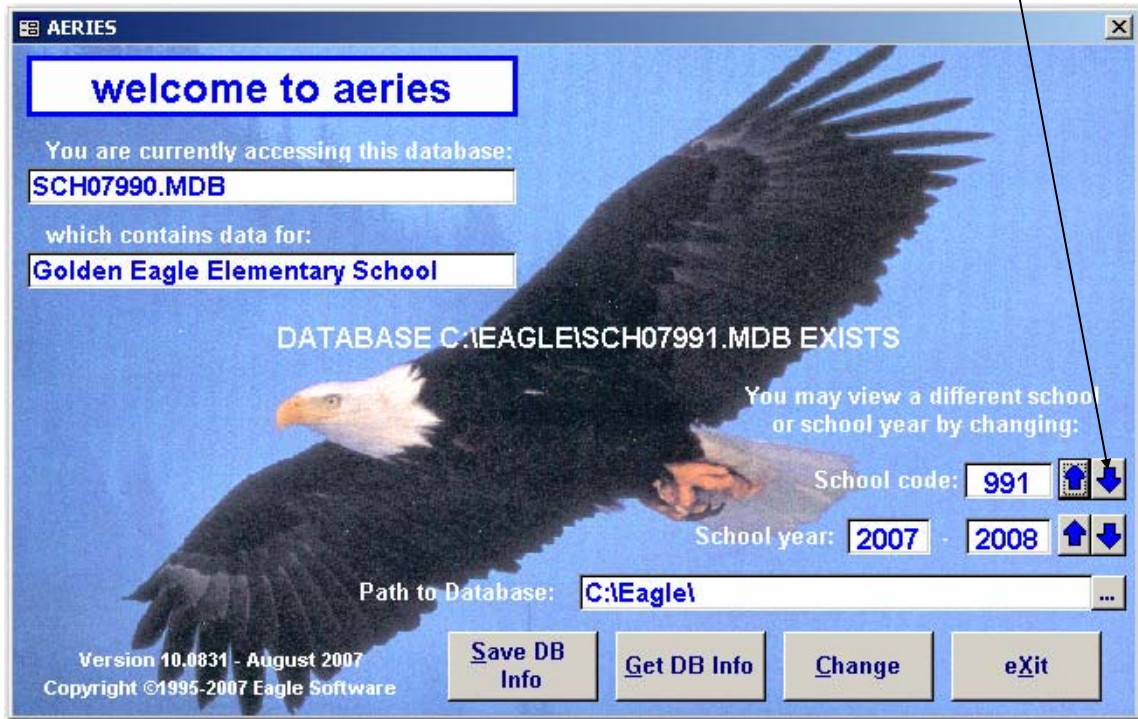 AERIES
welcome to aeries
You are currently accessing this database:
SCH07990.MDB
which contains data for:
Golden Eagle Elementary School
DATABASE C:\EAGLE\SCH07991.MDB EXISTS
You may view a different school
or school year by changing:
School code: 991
School year: 2007 - 2008
Path to Database: C:\Eagle\ ...
Version 10.0831 - August 2007
Copyright ©1995-2007 Eagle Software
Save DB
Info
Get DB Info
Change
eXit